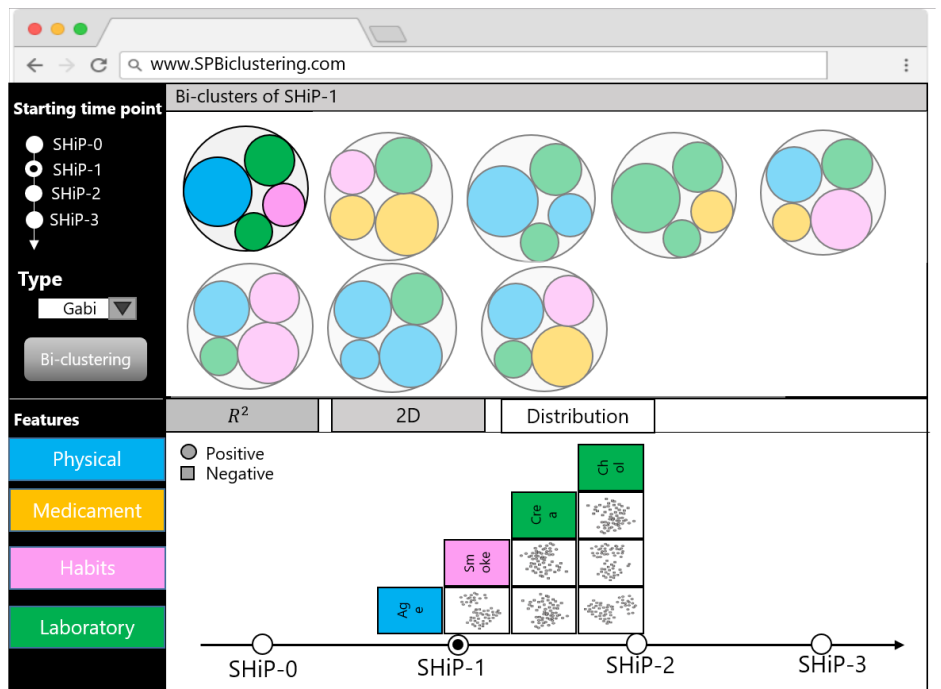 www.SPBiclustering.com
Starting time point
SHiP-0
SHiP-1
SHiP-2
SHiP-3
Type
Gabi
Bi-clustering
Bi-clusters of SHiP-1
Features
Physical
Medicament
Habits
Laboratory
R²
2D
Distribution
Positive
Negative
Ch
ol
Cre
a
Sm
oke
Ag
e
SHiP-0
SHiP-1
SHiP-2
SHiP-3